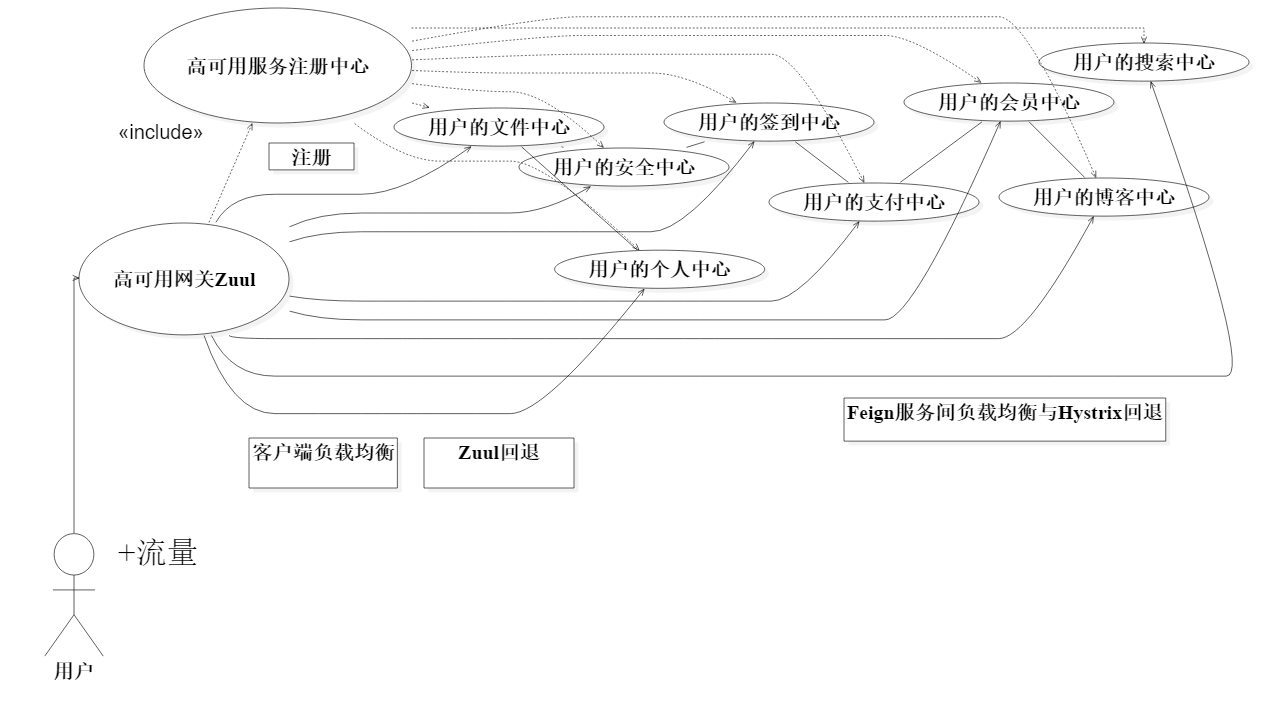 高可用服务注册中心
用户的搜索中心
用户的会员中心
用户的文件中心
用户的签到中心
«include»
注册
用户的安全中心
用户的支付中心
用户的博客中心
高可用网关Zuul
用户的个人中心
Feign服务间负载均衡与Hystrix回退
客户端负载均衡
Zuul回退
+流量
用户